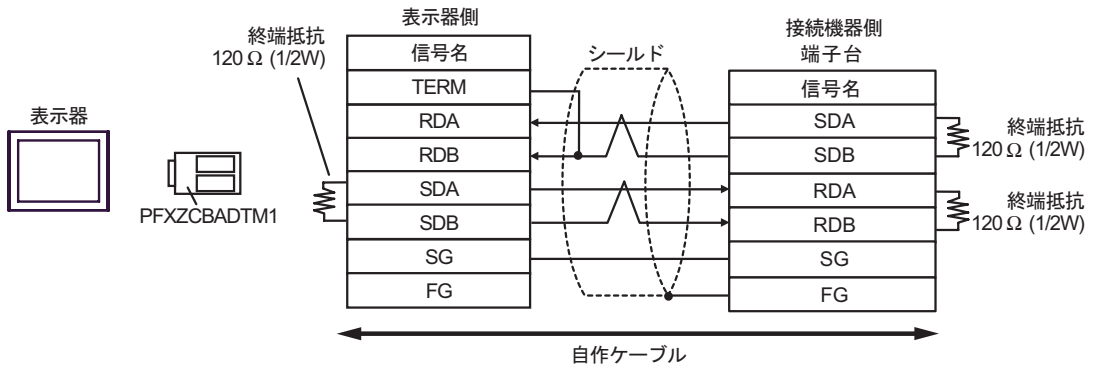 表示器
PFXZCBADTM1
終端抵抗
120 Ω (1/2W)
表示器側
信号名
TERM
RDA
RDB
SDA
SDB
SG
FG
シールド
接続機器側
端子台
信号名
SDA
SDB
RDA
RDB
SG
FG
終端抵抗
120 Ω (1/2W)
終端抵抗
120 Ω (1/2W)
自作ケーブル